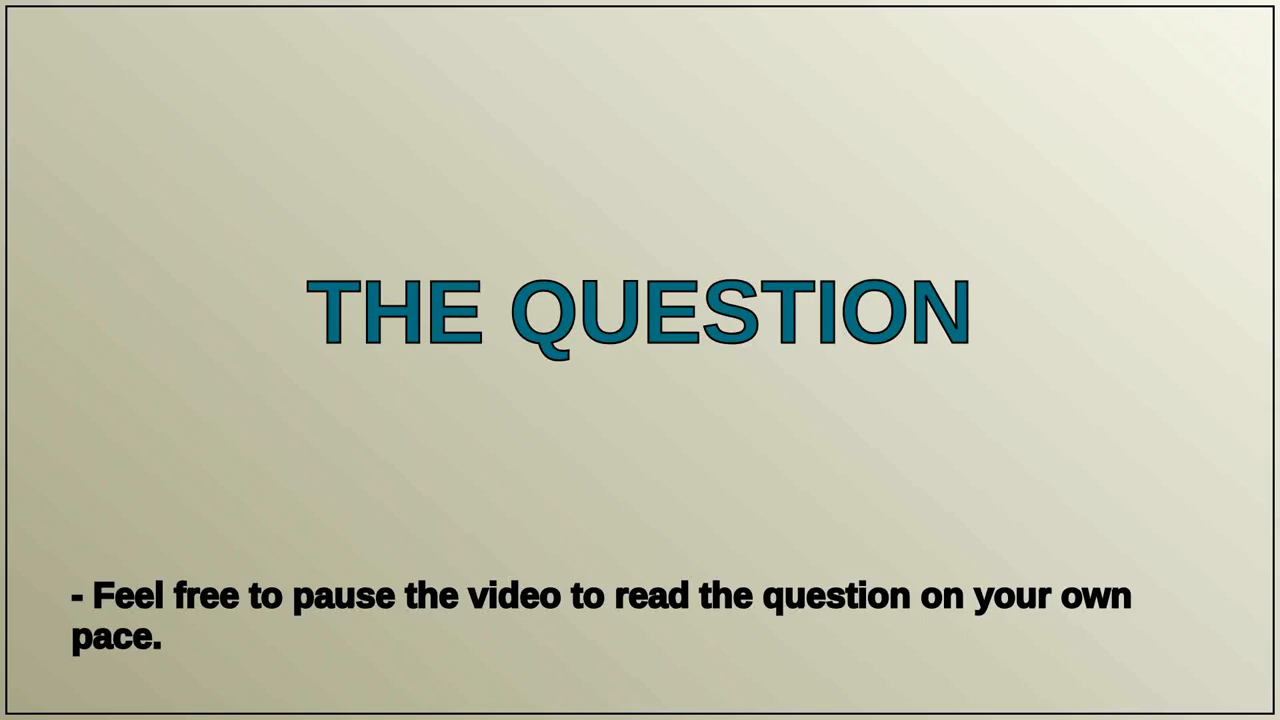 THE QUESTION
- Feel free to pause the video to read the question on your own
pace.